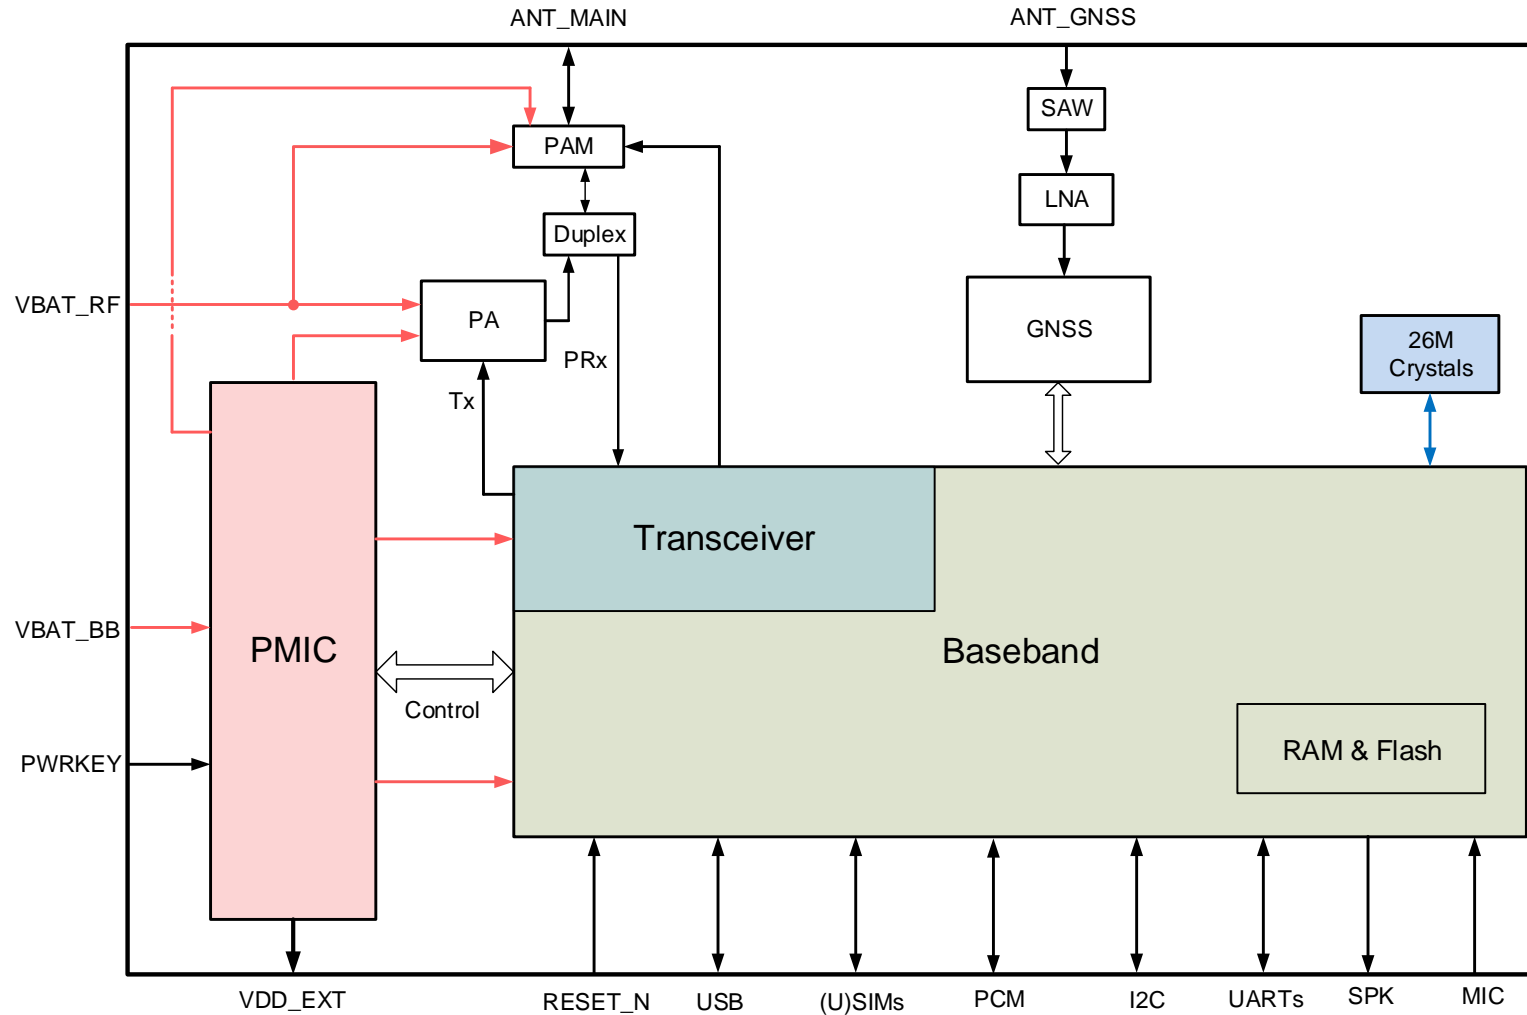 ANT_MAIN
ANT_GNSS
SAW
PAM
LNA
Duplex
VBAT_RF
PA
GNSS
26M
Crystals
PRx
Tx
Transceiver
VBAT_BB
PMIC
Baseband
Control
PWRKEY
RAM & Flash
VDD_EXT
RESET_N
USB
(U)SIMs
PCM
I2C
UARTs
SPK
MIC